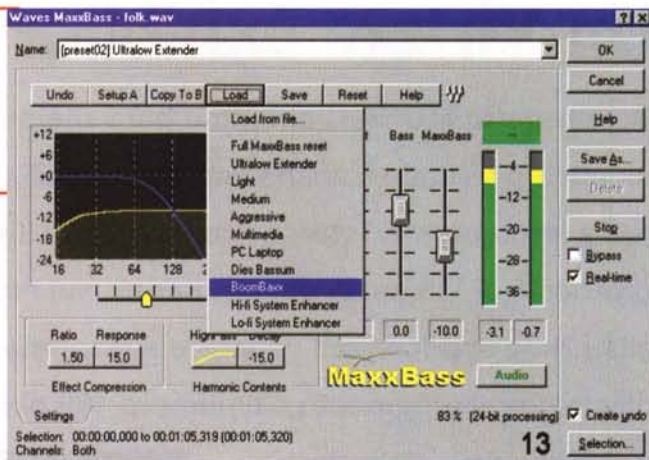 Waves MaxxBass - folk.wav
Name: [preset02] Ultralow Extender
OK
Cancel
Help
Save As...
Delete
Stop
Bypass
Real-time
Undo Setup A Copy To B Load Save Reset Help
Load from file...
Full MaxxBass reset
Ultralow Extender
Light
Medium
Aggressive
Multimedia
PC Laptop
Dies Bassum
BoomBaxx
Hi-fi System Enhancer
Lo-fi System Enhancer
Bass MaxxBass
+12
+6
+0
-6
-12
-18
-24
16 32 64 128
-4
-12
-20
-28
-36
0.0 -10.0 -3.1 -0.7
Ratio Response
1.50 15.0
Effect Compression
Decay
-15.0
Harmonic Contents
MaxxBass
Audio
Settings
83 % (24-bit processing)
Create undo
Selection: 00:00:00,000 to 00:01:05,319 (00:01:05,320)
Channels: Both
13
Selection...